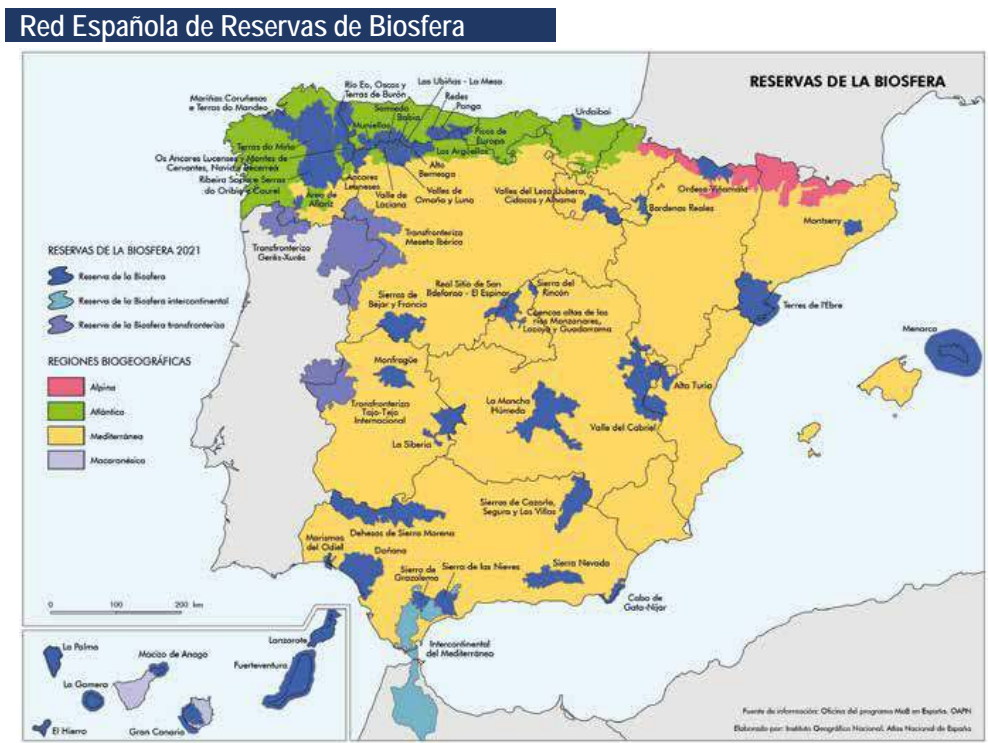 Red Española de Reservas de Biosfera
RESERVAS DE LA BIOSFERA
Mariñas Coruñesas
e Terras do Mandeo
Río Eo, Oscos y
Terras de Burón
Las Ubiñas - La Mesa
Redes
Ponga
Somiedo
Babia
Muniellos
Picos de
Europa
Urdaibai
Terras do Miño
Los Argüellos
Os Ancares Lucenses y Montes de
Cervantes, Navia y Becerreá
Ribeira Sacra e Serras
do Oribio e Courel
Ancares
Leoneses
Alto
Bernesga
Área de
Allariz
Valle de
Laciana
Valles de
Omaña y Luna
Valles del Leza, Jubera,
Cidacos y Alhama
Ordesa-Viñamala
Bardenas Reales
Montseny
Transfronteriza
Gerês-Xurés
Transfronteriza
Meseta Ibérica
RESERVAS DE LA BIOSFERA 2021
Reserva de la Biosfera
Reserva de la Biosfera intercontinental
Reserva de la Biosfera transfronteriza
REGIONES BIOGEOGRÁFICAS
Alpina
Atlántica
Mediterránea
Macaronésica
Sierras de
Béjar y Francia
Real Sitio de San
Ildefonso - El Espinar
Sierra del
Rincón
Cuencas altas de los
ríos Manzanares,
Lozoya y Guadarrama
Terres de l'Ebre
Menorca
Monfragüe
Transfronteriza
Tajo-Tejo
Internacional
La Mancha
Húmeda
Alto Turia
Valle del Cabriel
La Siberia
Sierras de Cazorla,
Segura y Las Villas
Dehesas de Sierra Morena
Marismas
del Odiel
Doñana
Sierra de
Grazalema
Sierra de las Nieves
Sierra Nevada
Cabo de
Gata-Níjar
Intercontinental
del Mediterráneo
0 100 200 km
La Palma
Macizo de Anaga
Lanzarote
Fuerteventura
La Gomera
El Hierro
Gran Canaria
Fuente de información: Oficina del programa MaB en España. OAPN
Elaborado por: Instituto Geográfico Nacional. Atlas Nacional de España